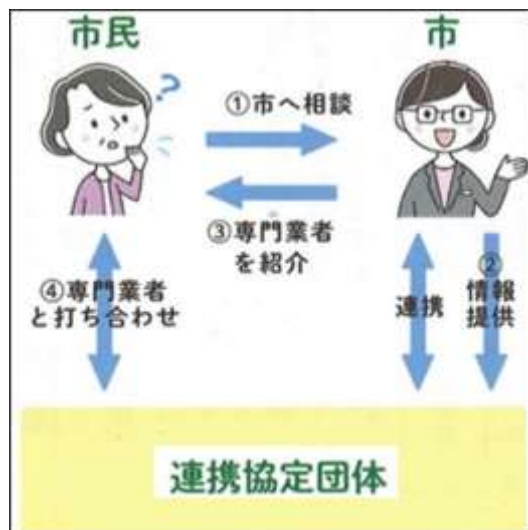 市民
市
?
①市へ相談
③専門業者
を紹介
④専門業者
と打ち合わせ
連携
②
情報
提供
連携協定団体